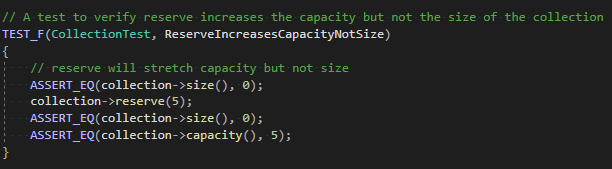 // A test to verify reserve increases the capacity but not the size of the collection
TEST_F(CollectionTest, ReserveIncreasesCapacityNotSize)
{
    // reserve will stretch capacity but not size
    ASSERT_EQ(collection->size(), 0);
    collection->reserve(5);
    ASSERT_EQ(collection->size(), 0);
    ASSERT_EQ(collection->capacity(), 5);
}